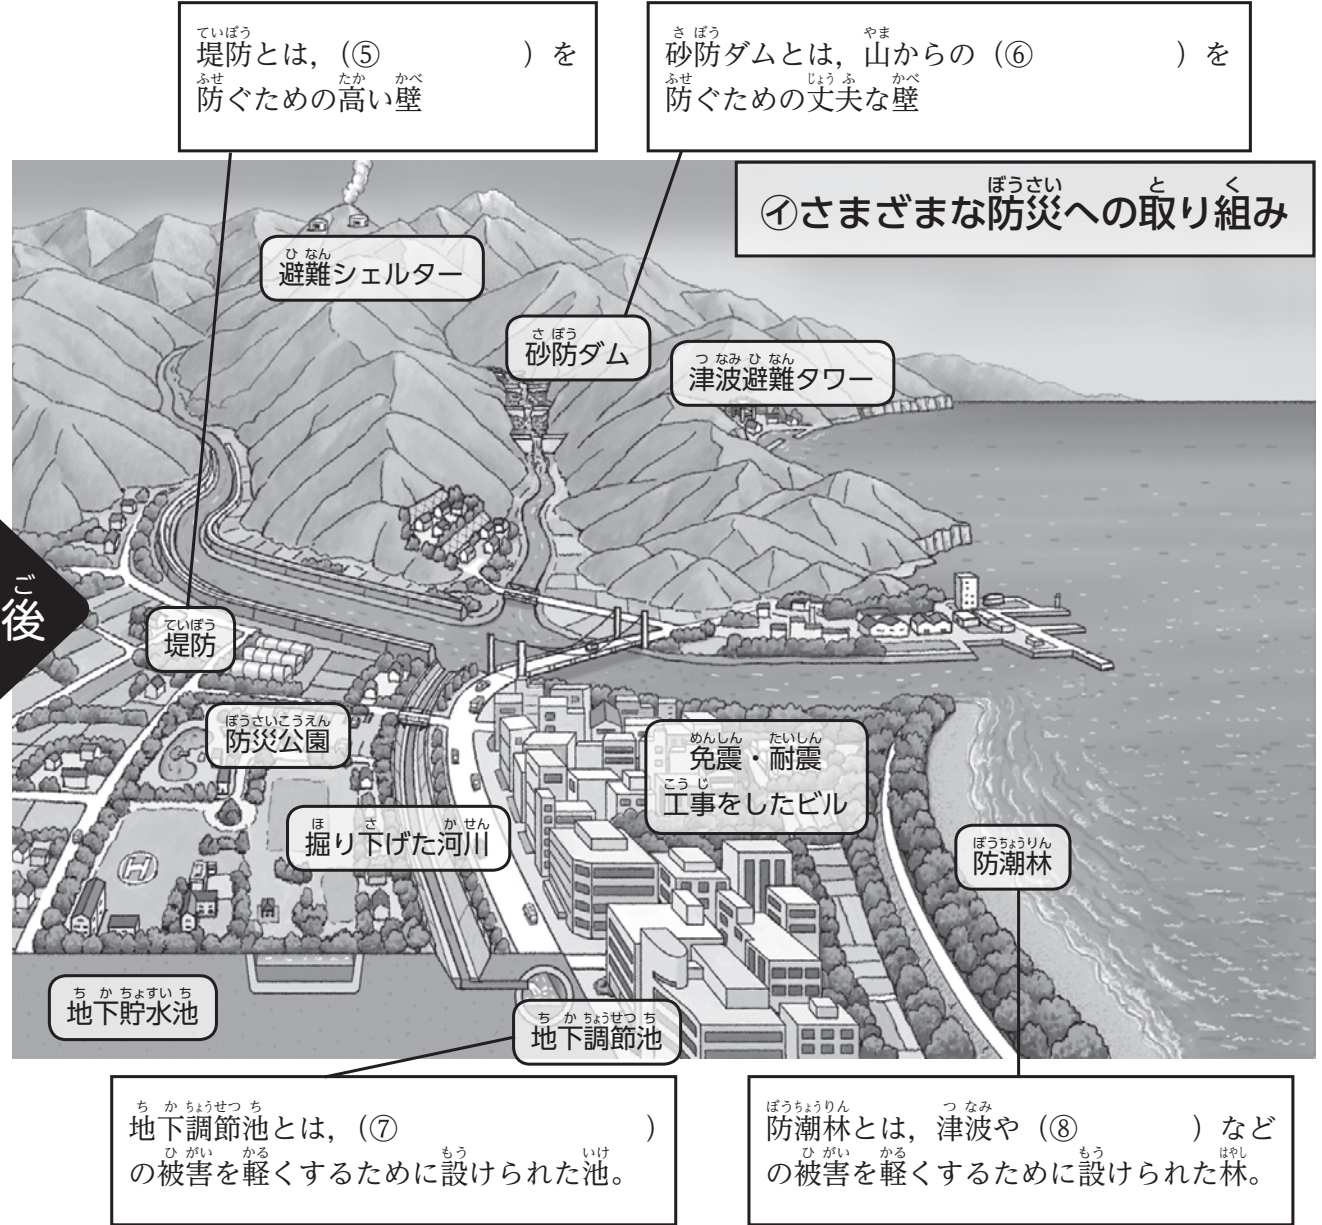 堤防とは，(⑤　　　　　)を
防ぐための高い壁
砂防ダムとは，山からの(⑥　　　　　)を
防ぐための丈夫な壁
㋑さまざまな防災への取り組み
避難シェルター
砂防ダム
津波避難タワー
後
堤防
防災公園
免震・耐震
工事をしたビル
掘り下げた河川
防潮林
H
地下貯水池
地下調節池
地下調節池とは，(⑦　　　　　)
の被害を軽くするために設けられた池。
防潮林とは，津波や(⑧　　　　　)など
の被害を軽くするために設けられた林。